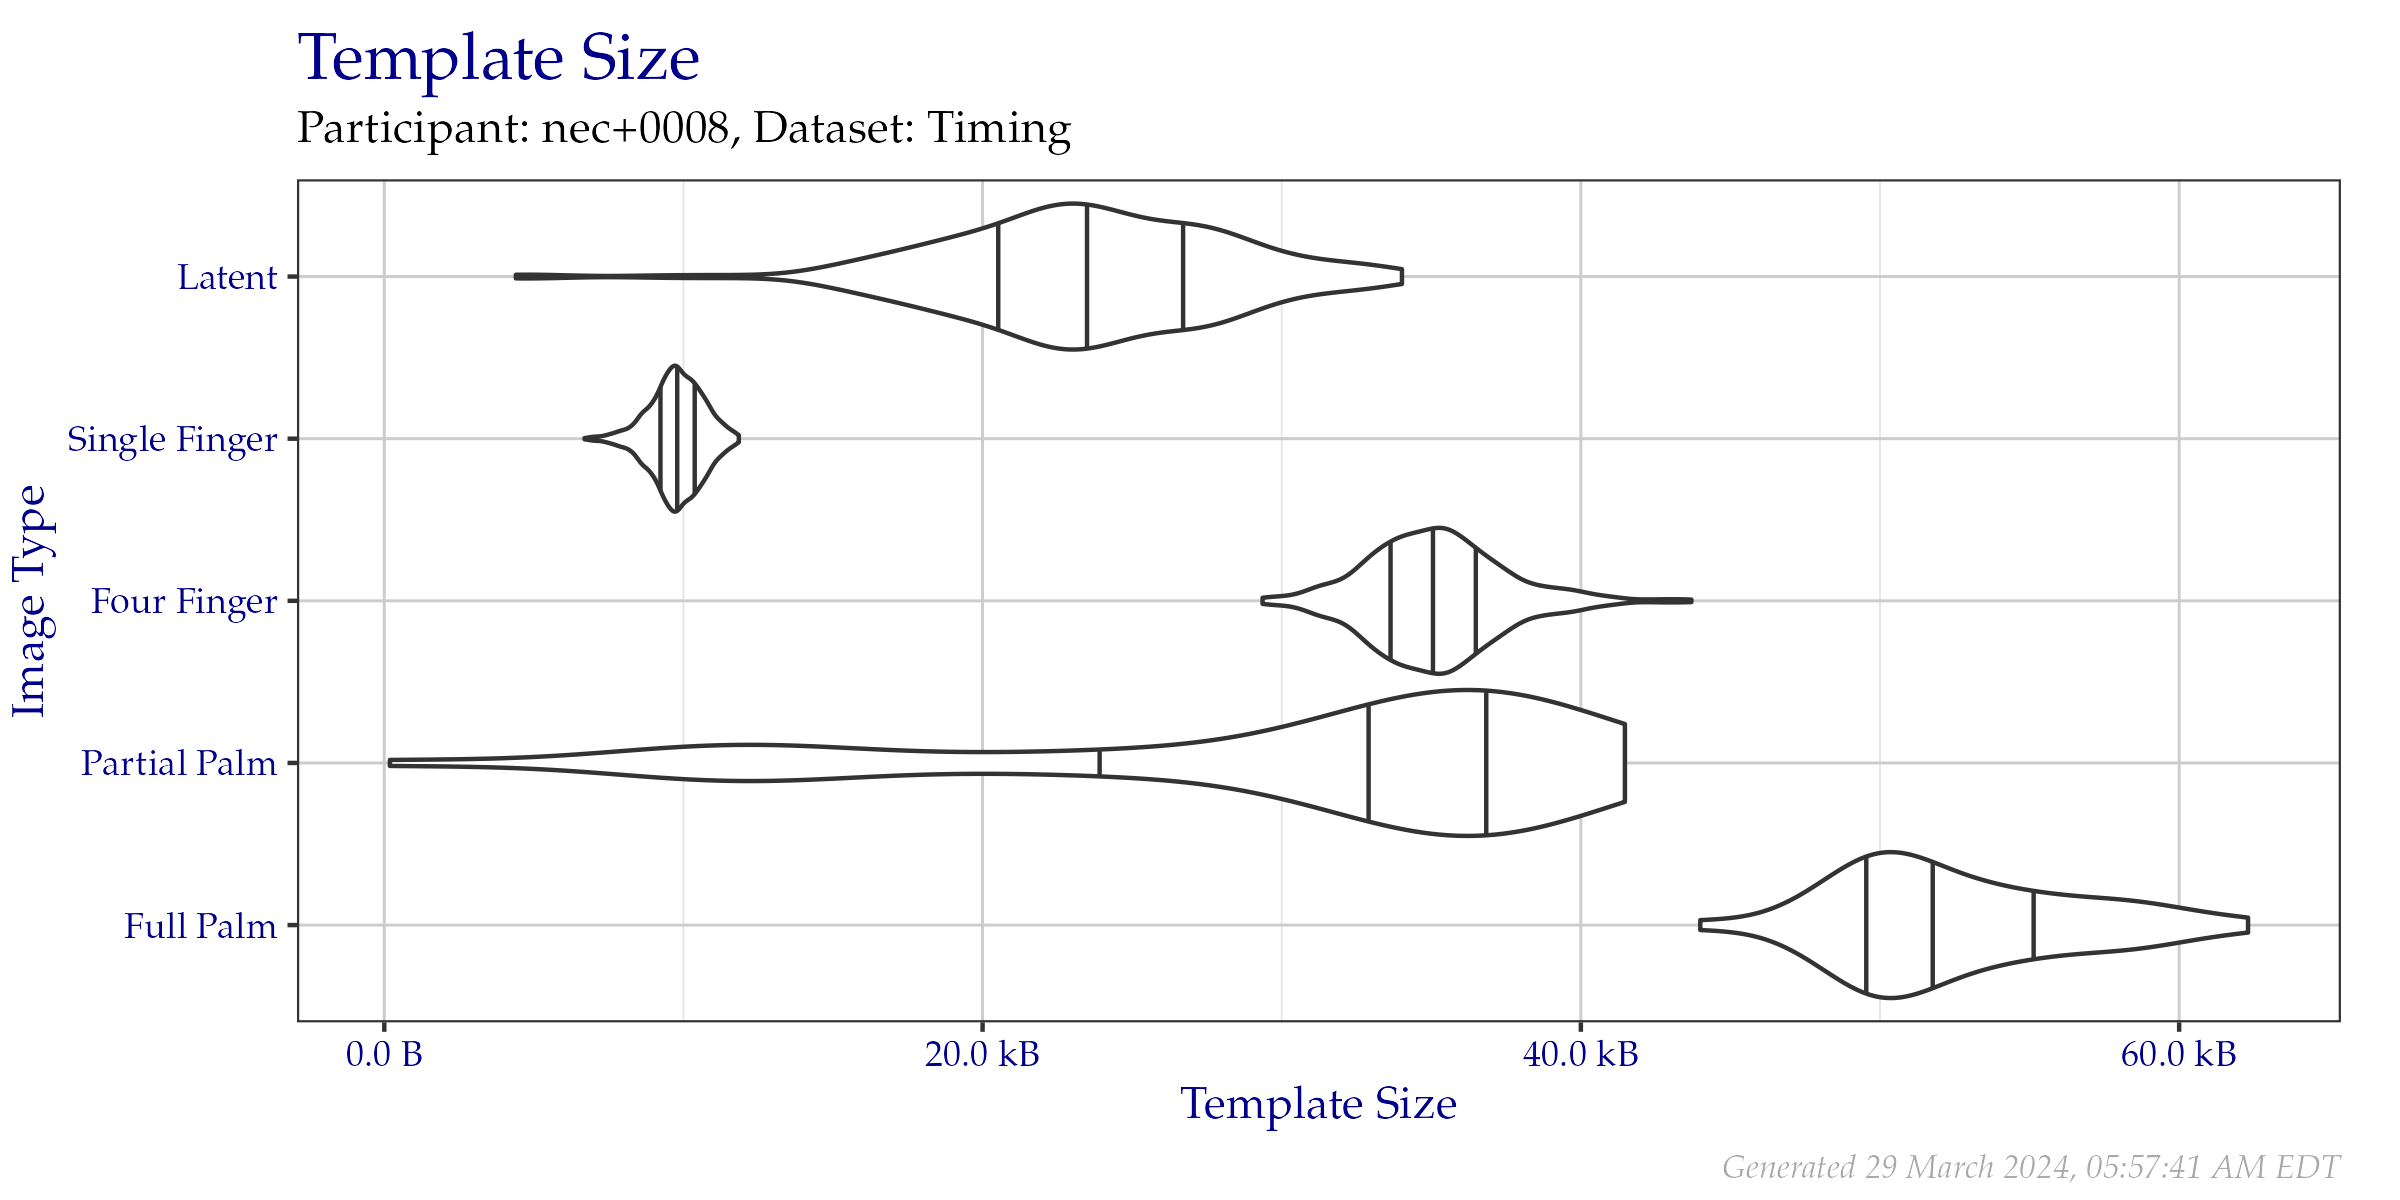 Template Size
Participant: nec+0008, Dataset: Timing
Image Type
Latent
Single Finger
Four Finger
Partial Palm
Full Palm
0.0 B 20.0 kB 40.0 kB 60.0 kB
Template Size
Generated 29 March 2024, 05:57:41 AM EDT